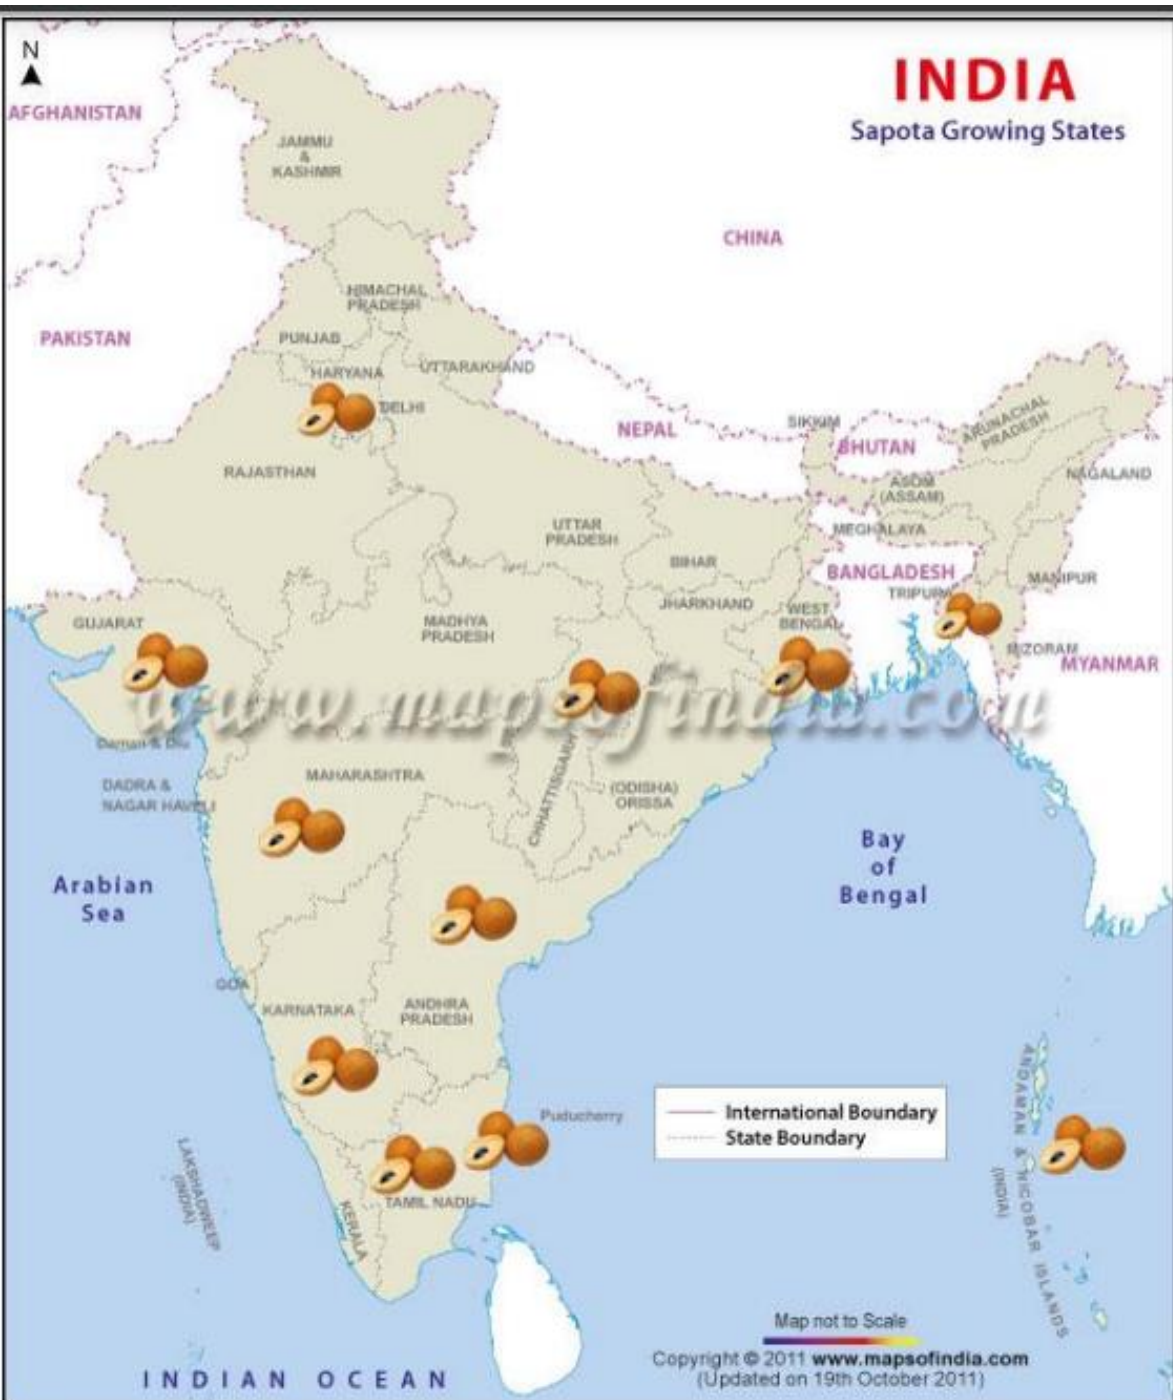 N
INDIA
Sapota Growing States
AFGHANISTAN
JAMMU
&
KASHMIR
CHINA
HIMACHAL
PRADESH
PAKISTAN
PUNJAB
HARYANA
UTTARAKHAND
DELHI
NEPAL
SIKKIM
BHUTAN
ARUNACHAL
PRADESH
RAJASTHAN
NAGALAND
ASOM
(ASSAM)
UTTAR
PRADESH
MEGHALAYA
BIHAR
BANGLADESH
MANIPUR
TRIPURA
JHARKHAND
WEST
BENGAL
GUJARAT
MADHYA
PRADESH
MIZORAM
MYANMAR
www.mapsofindia.com
Daman & Diu
DADRA &
NAGAR HAVELI
MAHARASHTRA
CHHATTISGARH
(ODISHA)
ORISSA
Arabian
Sea
Bay
of
Bengal
GOA
KARNATAKA
ANDHRA
PRADESH
Puducherry
International Boundary
State Boundary
ANDAMAN & NICOBAR ISLANDS
(INDIA)
LAKSHADWEEP
(INDIA)
TAMIL NADU
KERALA
Map not to Scale
Copyright © 2011 www.mapsofindia.com
(Updated on 19th October 2011)
INDIAN OCEAN